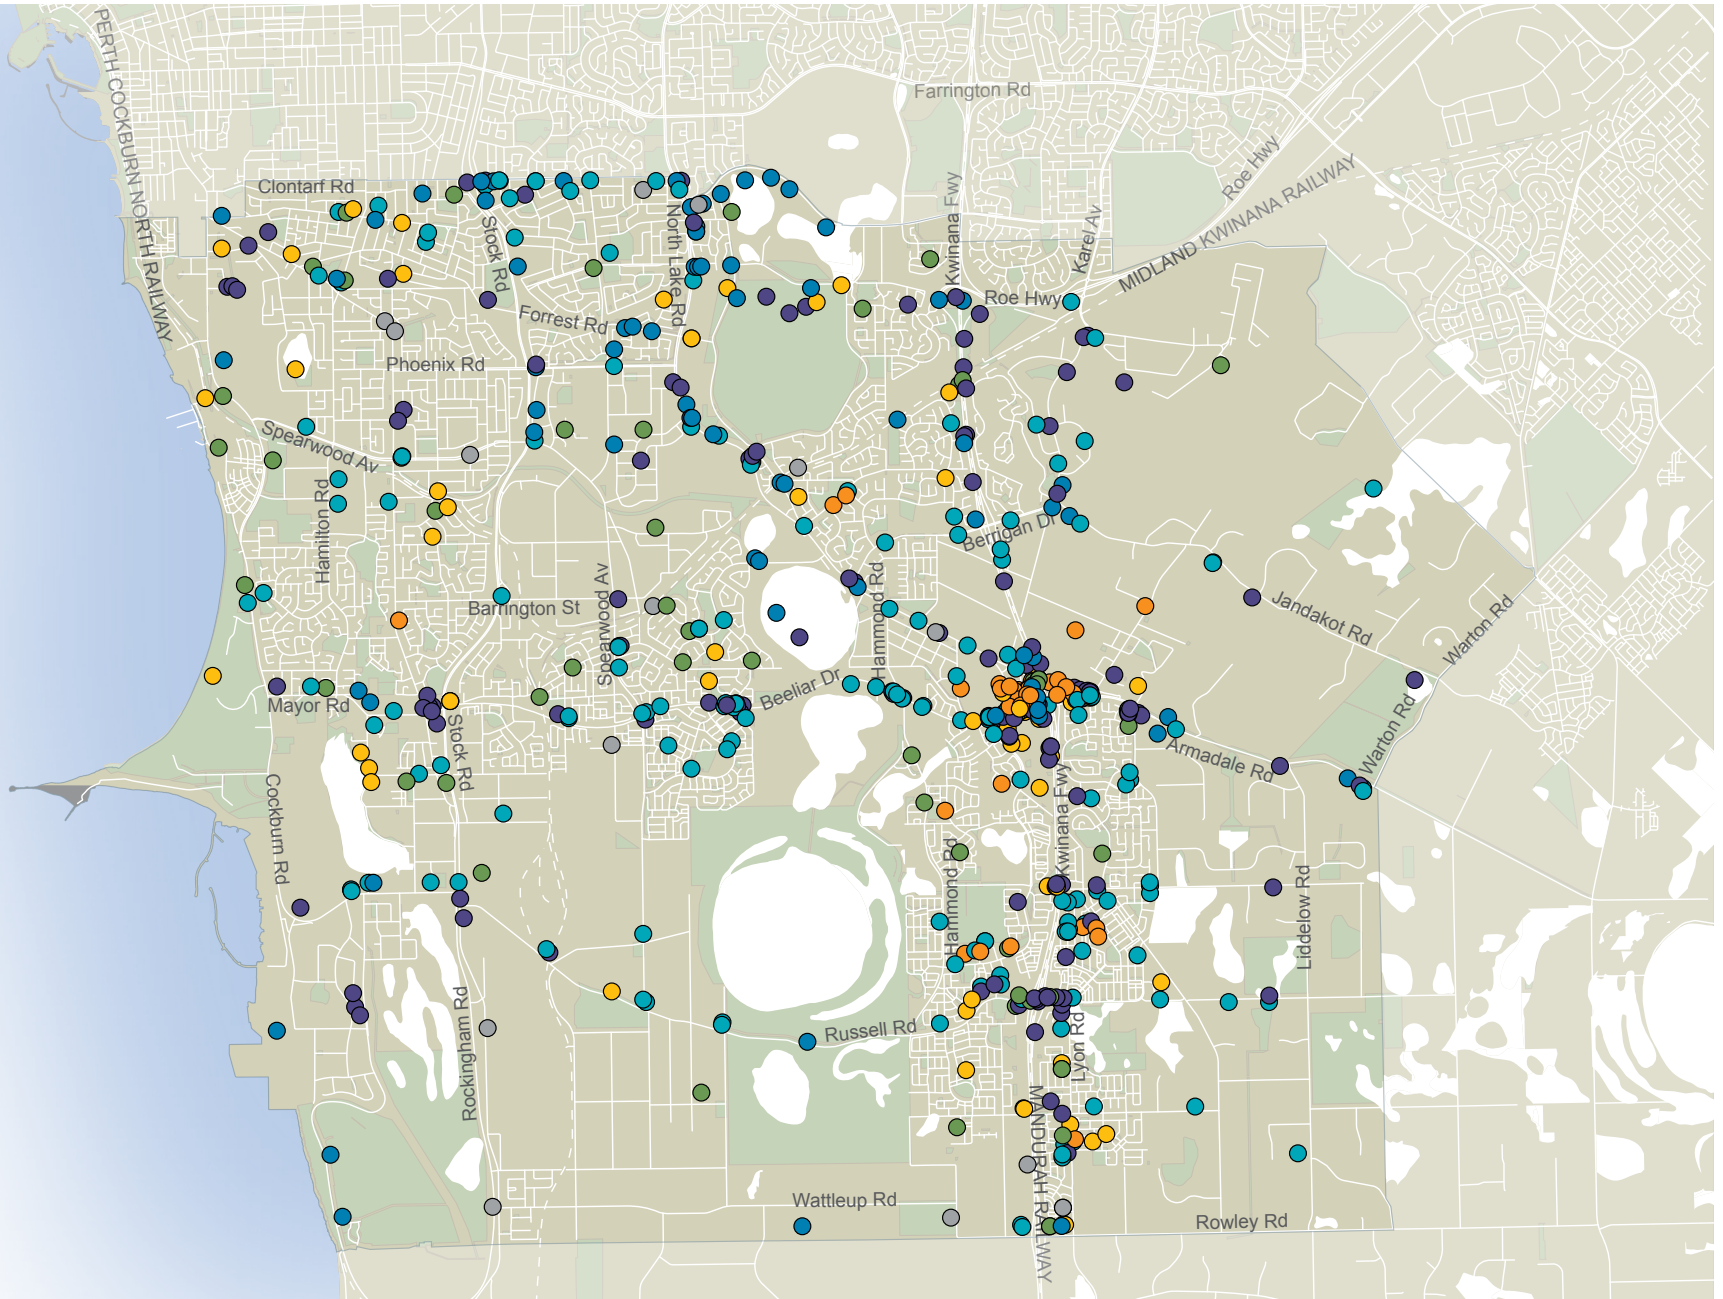 PERTH COCKBURN NORTH RAILWAY
Farrington Rd
Roe Hwy
MIDLAND KWINANA RAILWAY
Clontarf Rd
Kwinana Fwy
Karel Av
Stock Rd
North Lake Rd
Roe Hwy
Forrest Rd
Phoenix Rd
Spearwood Av
Hamilton Rd
Berrigan Dr
Barrington St
Spearwood Av
Hammond Rd
Jandakot Rd
Warton Rd
Beeliar Dr
Mayor Rd
Stock Rd
Armadale Rd
Warton Rd
Cockburn Rd
Kwinana Fwy
Hammond Rd
Liddelow Rd
Rockingham Rd
Russell Rd
Lyon Rd
MANDURAH RAILWAY
Wattleup Rd
Rowley Rd